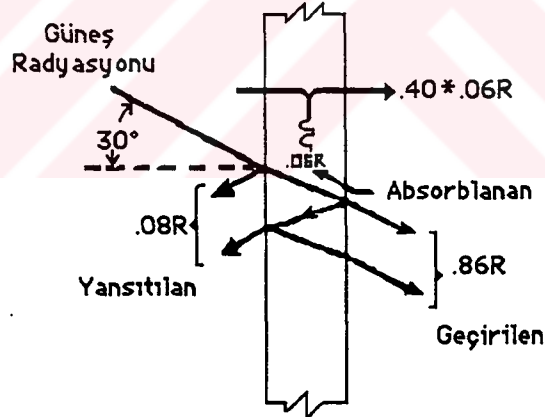 Güneş
Radyasyonu
.40*.06R
30°
.06R
Absorblanan
.08R
.86R
Yansıtılan
Geçirilen